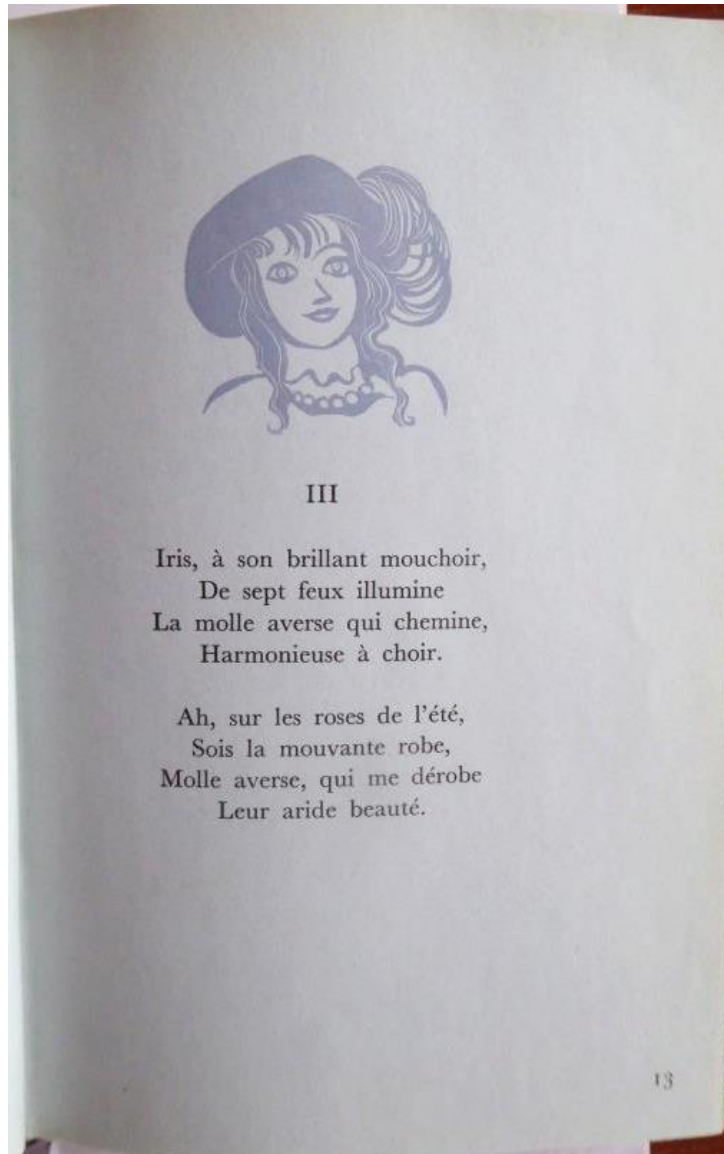 III
Iris, à son brillant mouchoir,
De sept feux illumine
La molle averse qui chemine,
Harmonieuse à choir.
Ah, sur les roses de l'été,
Sois la mouvante robe,
Molle averse, qui me dérobe
Leur aride beauté.
13